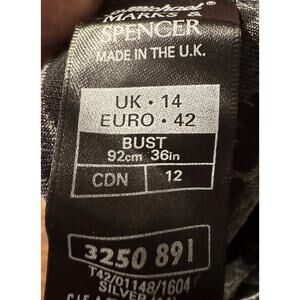 Michael
MARKS &
SPENCER
MADE IN THE U.K.
UK · 14
EURO · 42
BUST
92cm 36in
CDN 12
3250 891
T42/01148/1604
SILVER